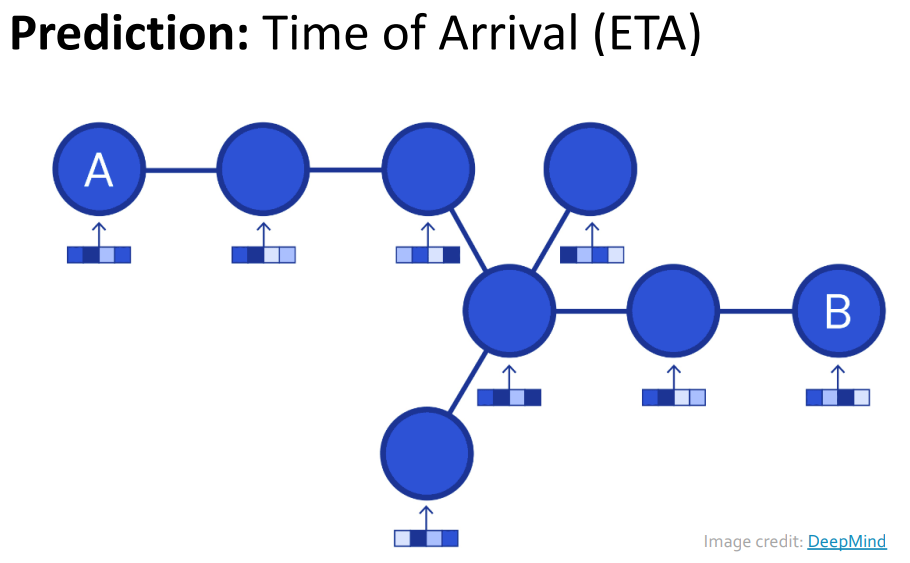 Prediction: Time of Arrival (ETA)
A
B
Image credit: DeepMind